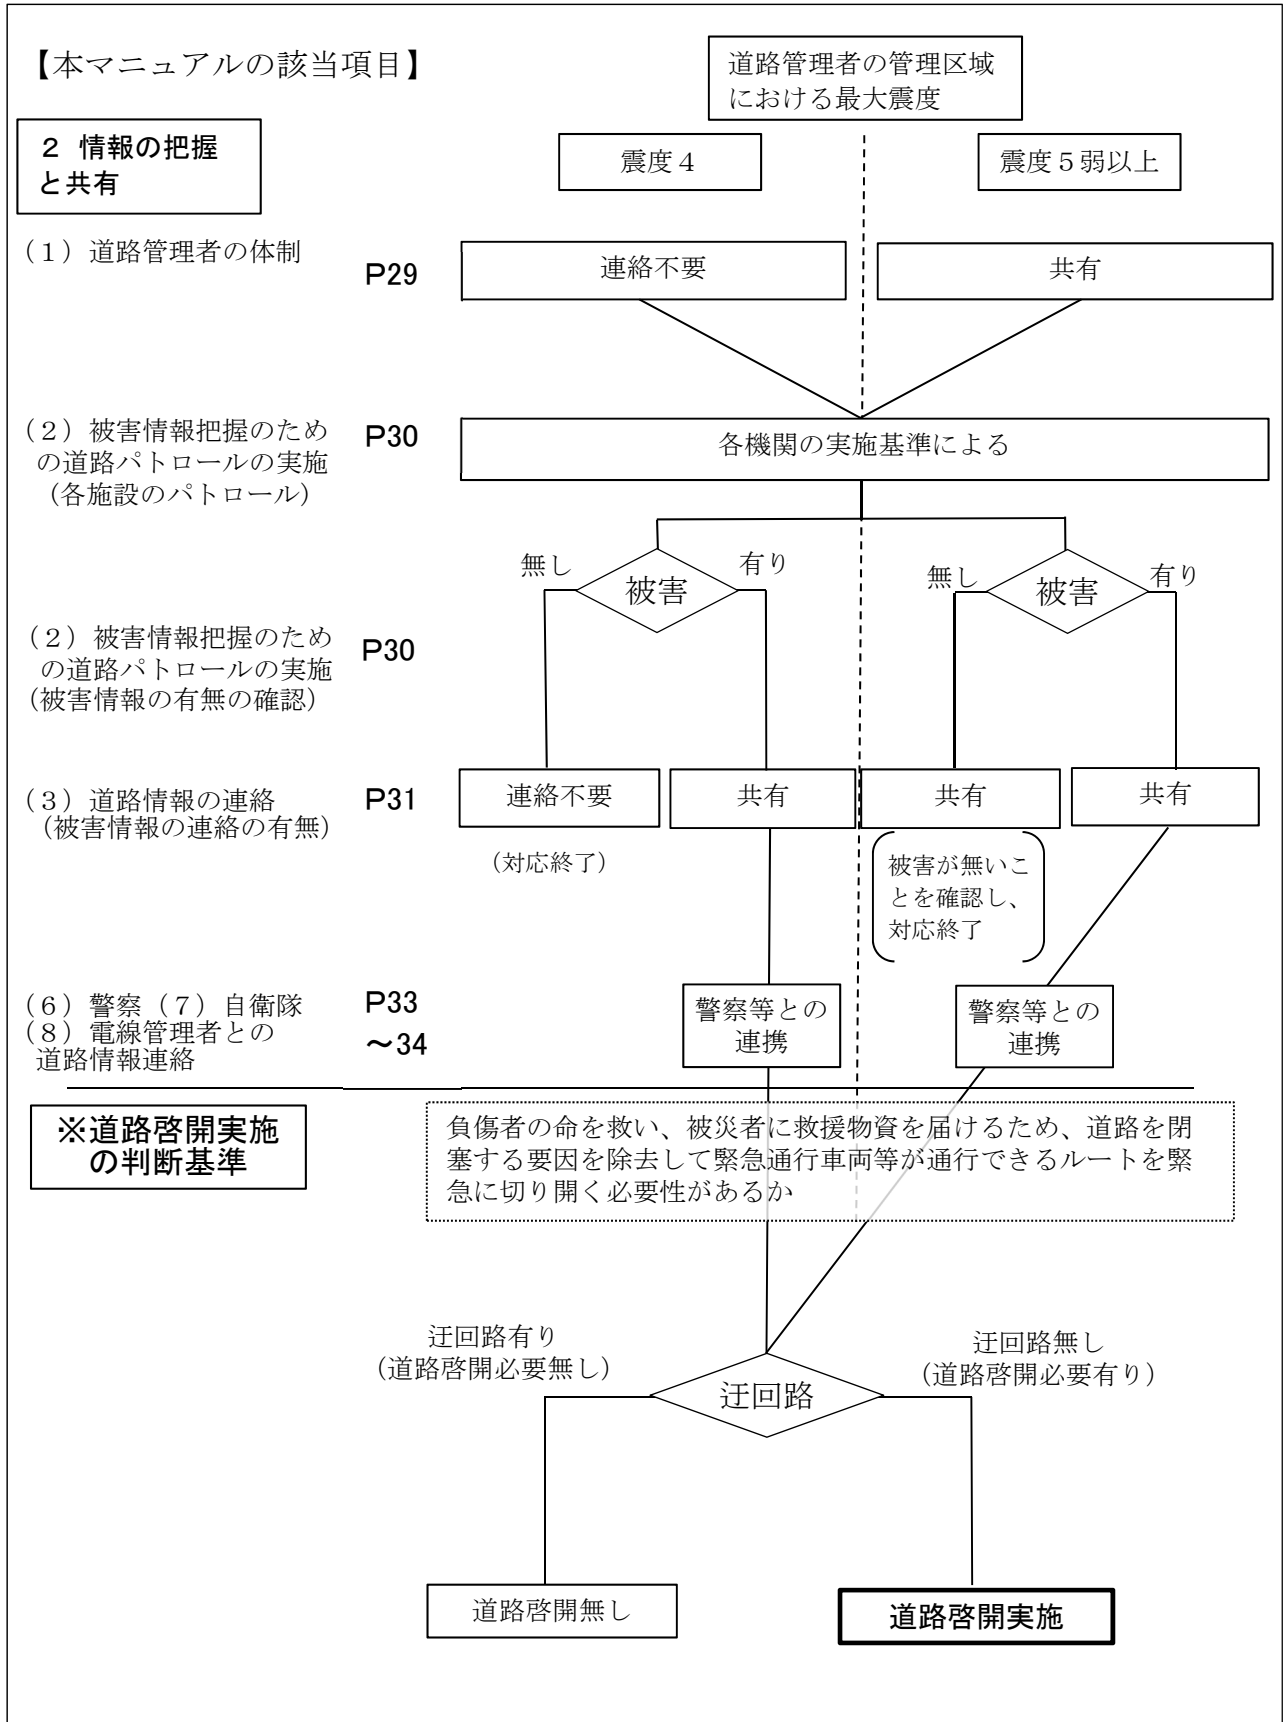 【本マニュアルの該当項目】
道路管理者の管理区域
における最大震度
２ 情報の把握
と共有
震度４
震度５弱以上
（１）道路管理者の体制
P29
連絡不要
共有
（２）被害情報把握のため
の道路パトロールの実施
（各施設のパトロール）
P30
各機関の実施基準による
無し
被害
有り
無し
被害
有り
（２）被害情報把握のため
の道路パトロールの実施
（被害情報の有無の確認）
P30
（３）道路情報の連絡
（被害情報の連絡の有無）
P31
連絡不要
共有
共有
共有
（対応終了）
被害が無いこ
とを確認し、
対応終了
（６）警察（７）自衛隊
（８）電線管理者との
道路情報連絡
P33
～34
警察等との
連携
警察等との
連携
※道路啓開実施
の判断基準
負傷者の命を救い、被災者に救援物資を届けるため、道路を閉
塞する要因を除去して緊急通行車両等が通行できるルートを緊
急に切り開く必要性があるか
迂回路有り
（道路啓開必要無し）
迂回路無し
（道路啓開必要有り）
迂回路
道路啓開無し
道路啓開実施